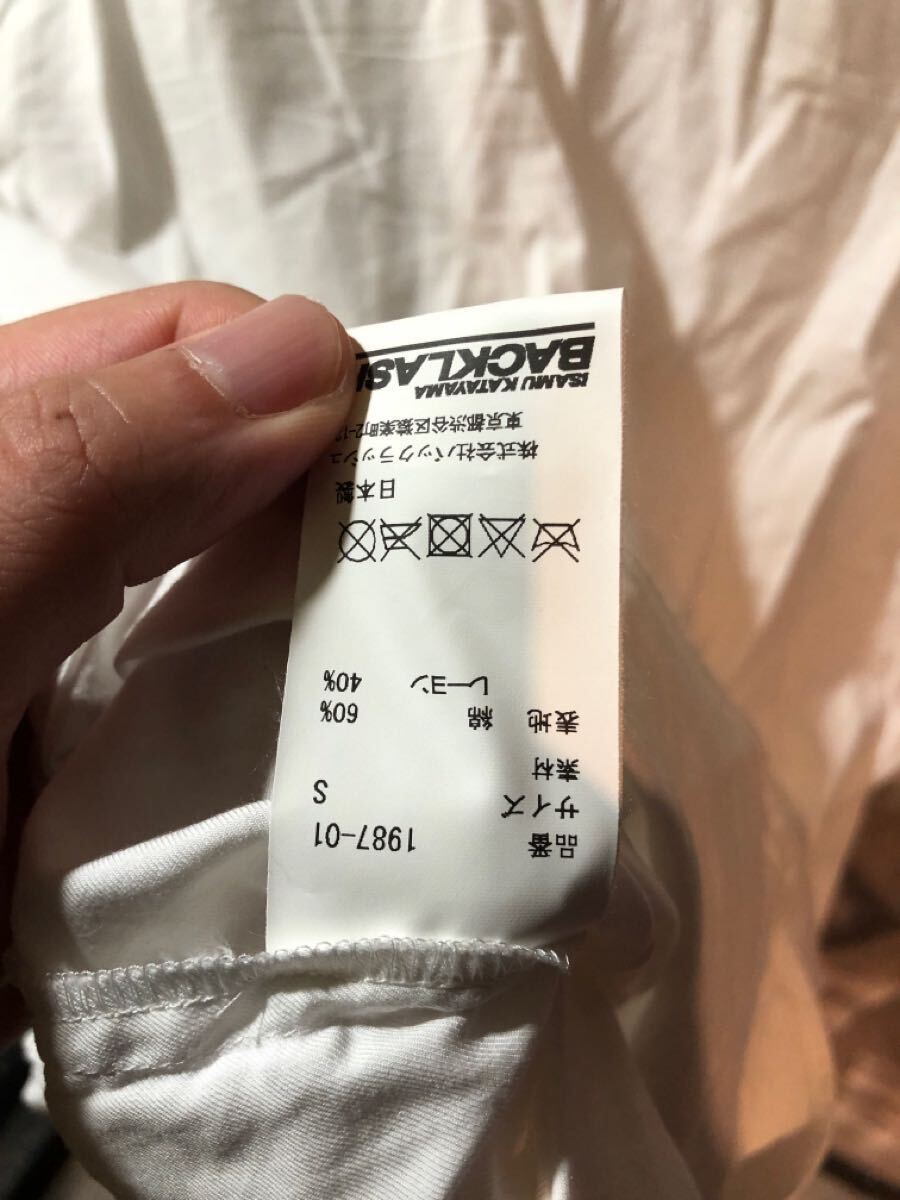 品番 1987-01
サイズ S
素材
表地 綿 60%
レーヨン 40%
日本製
株式会社バックラッシュ
東京都渋谷区猿楽町2-1
ISAMU KATAYAMA
BACKLAS